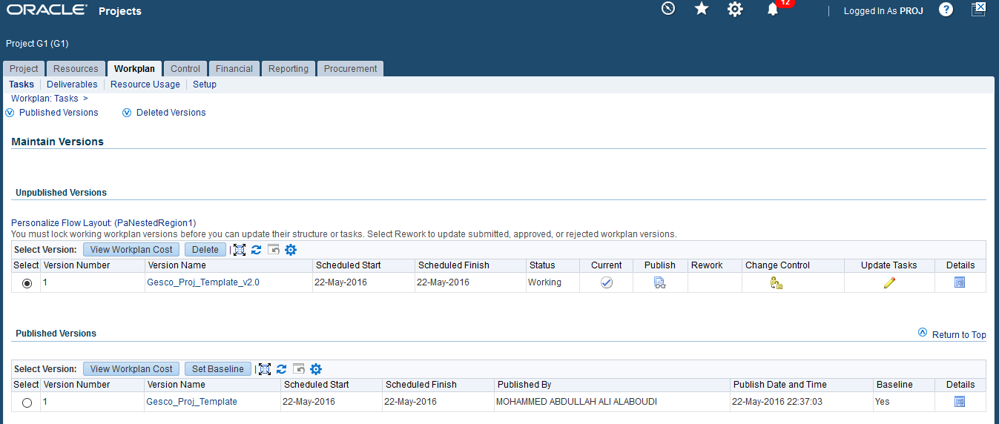 ORACLE Projects 12 Logged In As PROJ ?
Project G1 (G1)
Project Resources Workplan Control Financial Reporting Procurement
Tasks Deliverables Resource Usage Setup
Workplan: Tasks >
Published Versions Deleted Versions
Maintain Versions
Unpublished Versions
Personalize Flow Layout: (PaNestedRegion1)
You must lock working workplan versions before you can update their structure or tasks. Select Rework to update submitted, approved, or rejected workplan versions.
Select Version: View Workplan Cost Delete
Select Version Number Version Name Scheduled Start Scheduled Finish Status Current Publish Rework Change Control Update Tasks Details
1 Gesco_Proj_Template_v2.0 22-May-2016 22-May-2016 Working
Published Versions Return to Top
Select Version: View Workplan Cost Set Baseline
Select Version Number Version Name Scheduled Start Scheduled Finish Published By Publish Date and Time Baseline Details
1 Gesco_Proj_Template 22-May-2016 22-May-2016 MOHAMMED ABDULLAH ALI ALABOUDI 22-May-2016 22:37:03 Yes